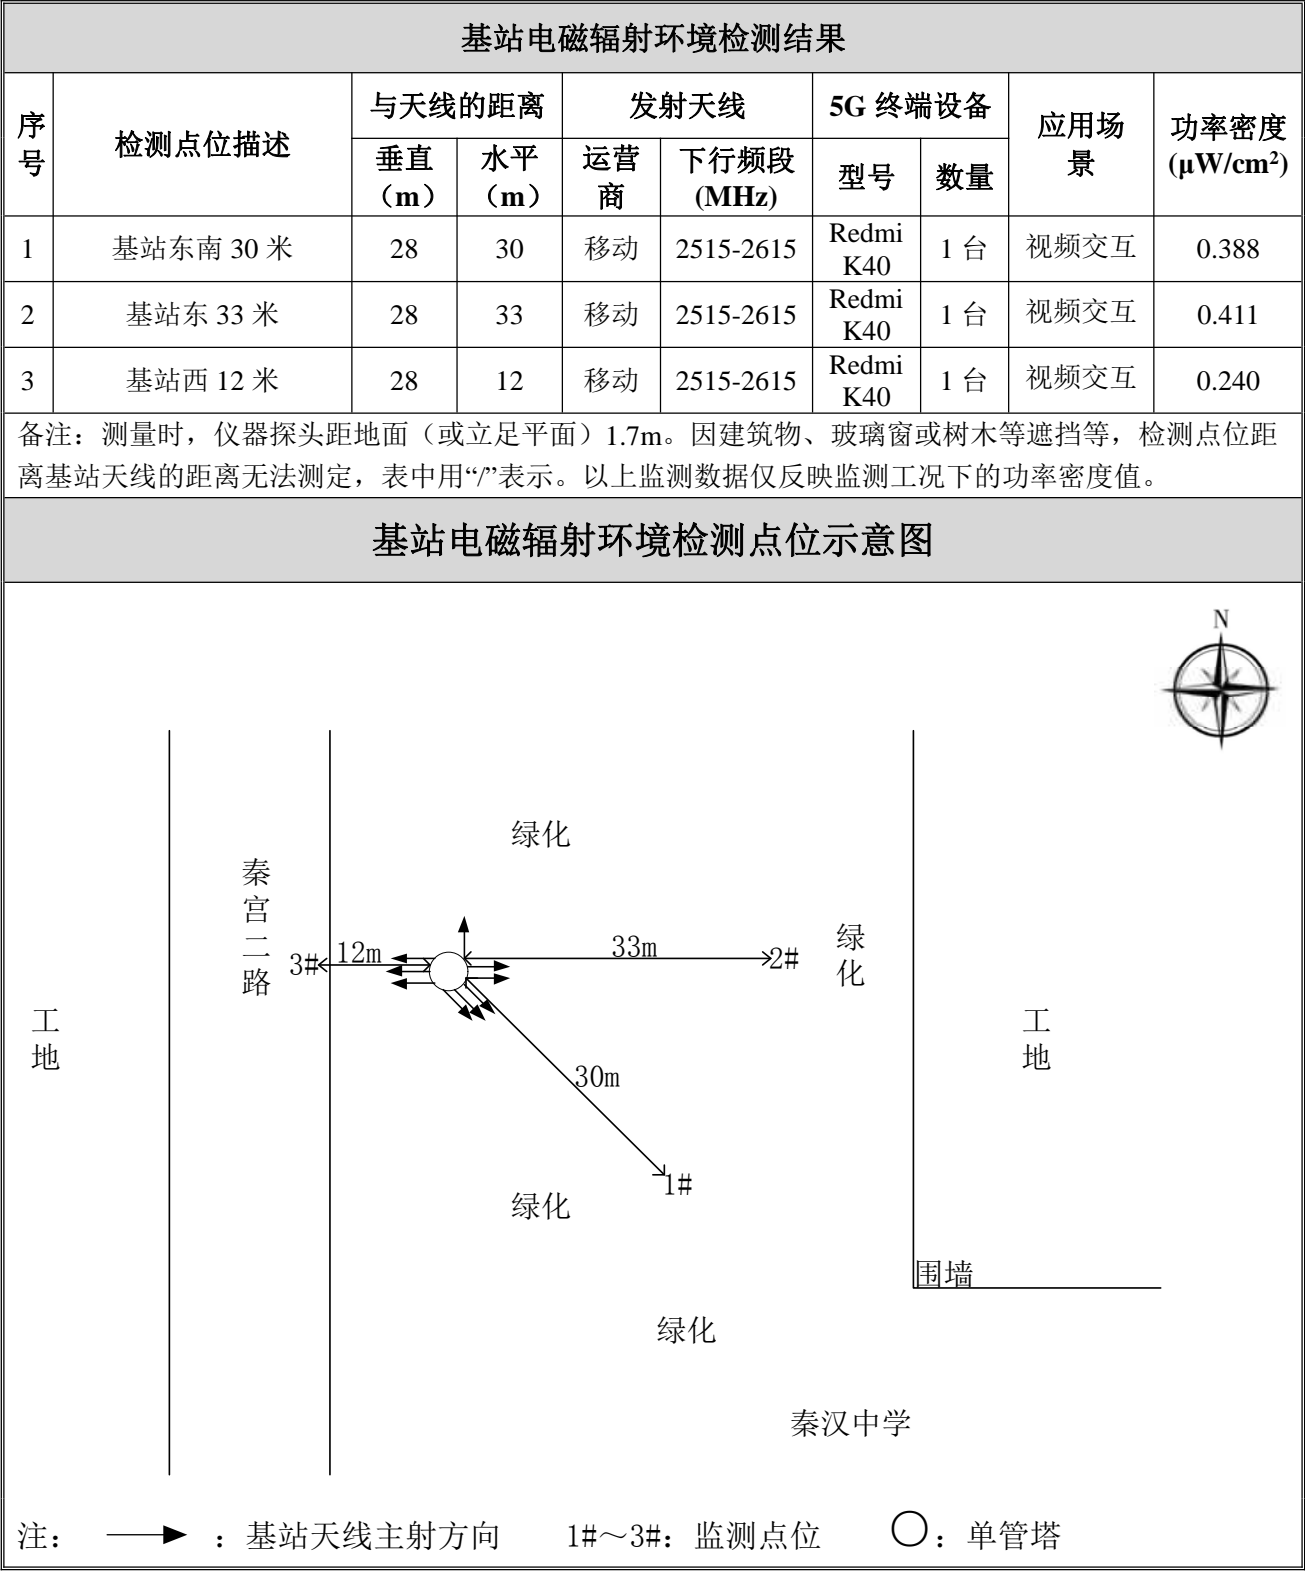 基站电磁辐射环境检测结果
序号 检测点位描述 与天线的距离 发射天线 5G 终端设备 应用场景 功率密度(μW/cm²)
垂直（m） 水平（m） 运营商 下行频段(MHz) 型号 数量
1 基站东南 30 米 28 30 移动 2515-2615 Redmi K40 1 台 视频交互 0.388
2 基站东 33 米 28 33 移动 2515-2615 Redmi K40 1 台 视频交互 0.411
3 基站西 12 米 28 12 移动 2515-2615 Redmi K40 1 台 视频交互 0.240
备注：测量时，仪器探头距地面（或立足平面）1.7m。因建筑物、玻璃窗或树木等遮挡等，检测点位距
离基站天线的距离无法测定，表中用“/”表示。以上监测数据仅反映监测工况下的功率密度值。
基站电磁辐射环境检测点位示意图
N
绿化
秦宫二路
3#
12m
33m
2#
绿化
工地
工地
30m
1#
绿化
围墙
绿化
秦汉中学
注： ：基站天线主射方向 1#～3#：监测点位 ：单管塔